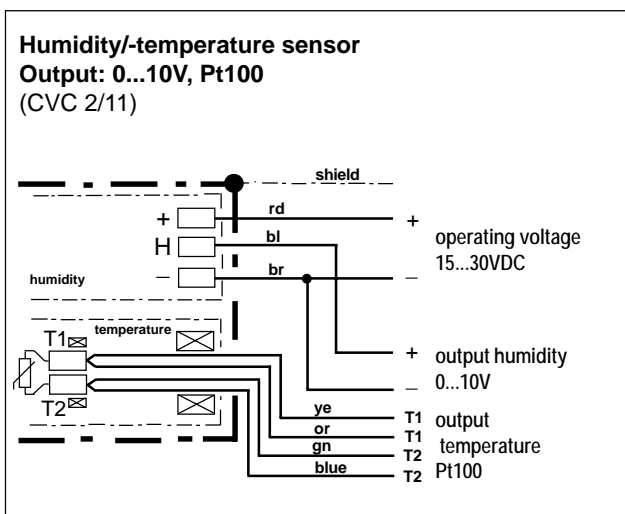 Humidity/-temperature sensor
Output: 0...10V, Pt100
(CVC 2/11)
shield
+ rd +
H bl
operating voltage
15...30VDC
− br −
humidity
temperature
T1
T2
+ output humidity
− 0...10V
ye T1 output
or T1
temperature
gn T2
blue T2 Pt100